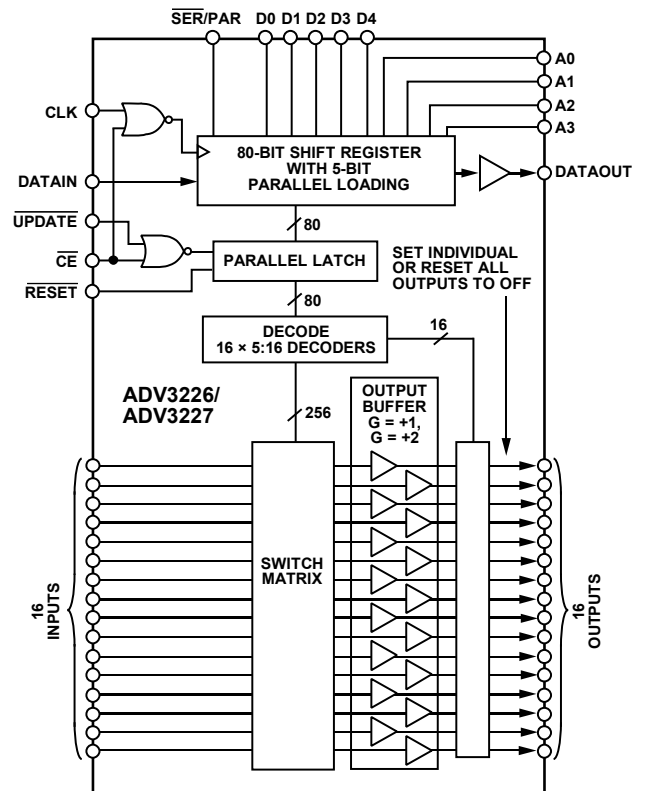 SER/PAR D0 D1 D2 D3 D4
A0
A1
A2
A3
CLK
80-BIT SHIFT REGISTER
WITH 5-BIT
PARALLEL LOADING
DATAOUT
DATAIN
UPDATE
80
CE
PARALLEL LATCH
SET INDIVIDUAL
OR RESET ALL
OUTPUTS TO OFF
RESET
80
DECODE
16 × 5:16 DECODERS
16
ADV3226/
ADV3227
256
OUTPUT
BUFFER
G = +1,
G = +2
SWITCH
MATRIX
16
INPUTS
16
OUTPUTS